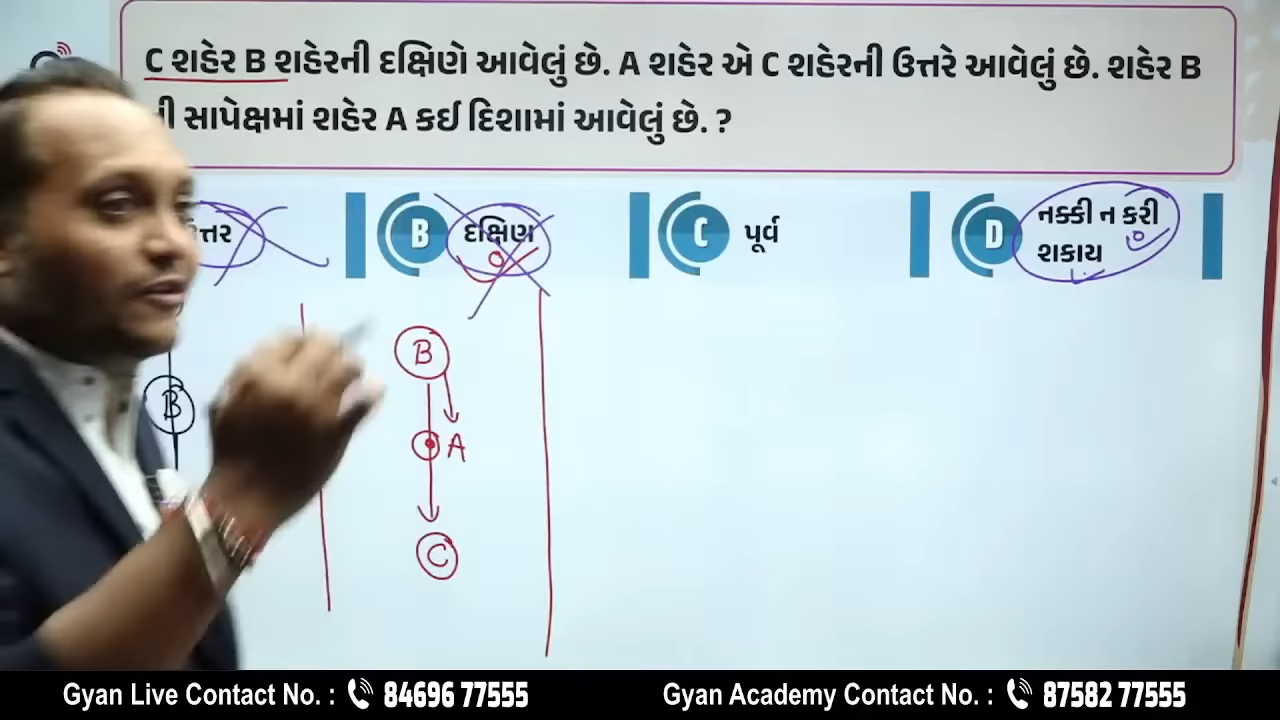 C શહેર B શહેરની દક્ષિણે આવેલું છે. A શહેર એ C શહેરની ઉત્તરે આવેલું છે. શહેર B
સાપેક્ષમાં શહેર A કઈ દિશામાં આવેલું છે. ?
B દક્ષિણ
C પૂર્વ
D નક્કી ન કરી
શકાય
B
B
A
C
Gyan Live Contact No. : 84696 77555
Gyan Academy Contact No. : 87582 77555